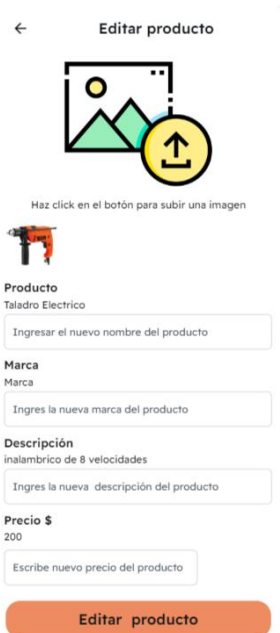 Editar producto
Haz click en el botón para subir una imagen
Producto
Taladro Electrico
Ingresar el nuevo nombre del producto
Marca
Marca
Ingres la nueva marca del producto
Descripción
inalambrico de 8 velocidades
Ingres la nueva descripción del producto
Precio $
200
Escribe nuevo precio del producto
Editar producto